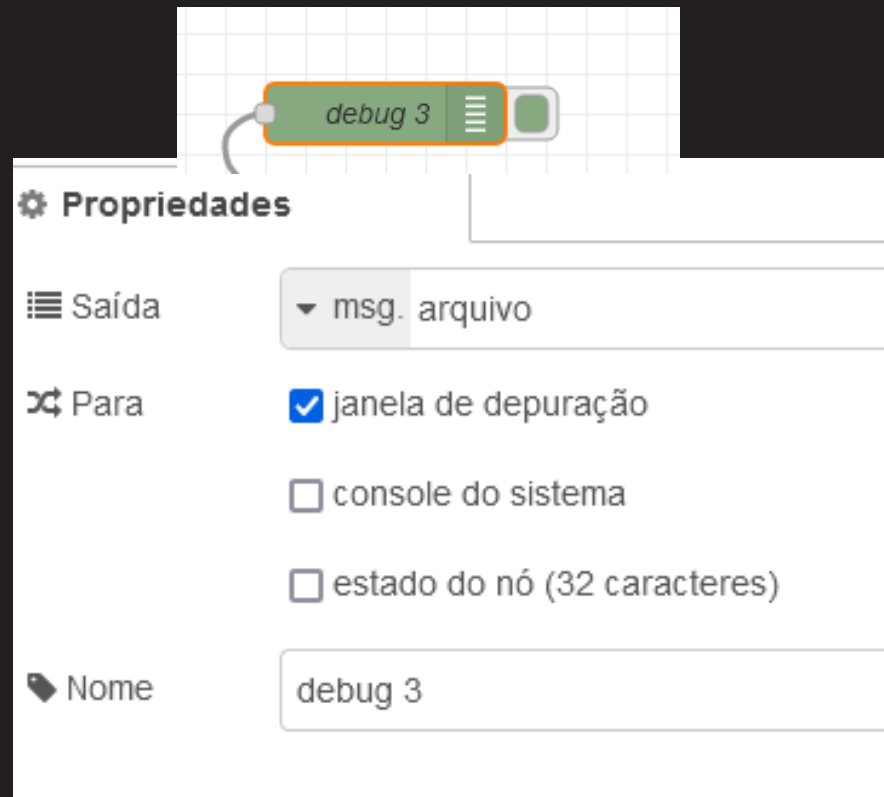 debug 3
Propriedades
Saída
msg. arquivo
Para
janela de depuração
console do sistema
estado do nó (32 caracteres)
Nome
debug 3